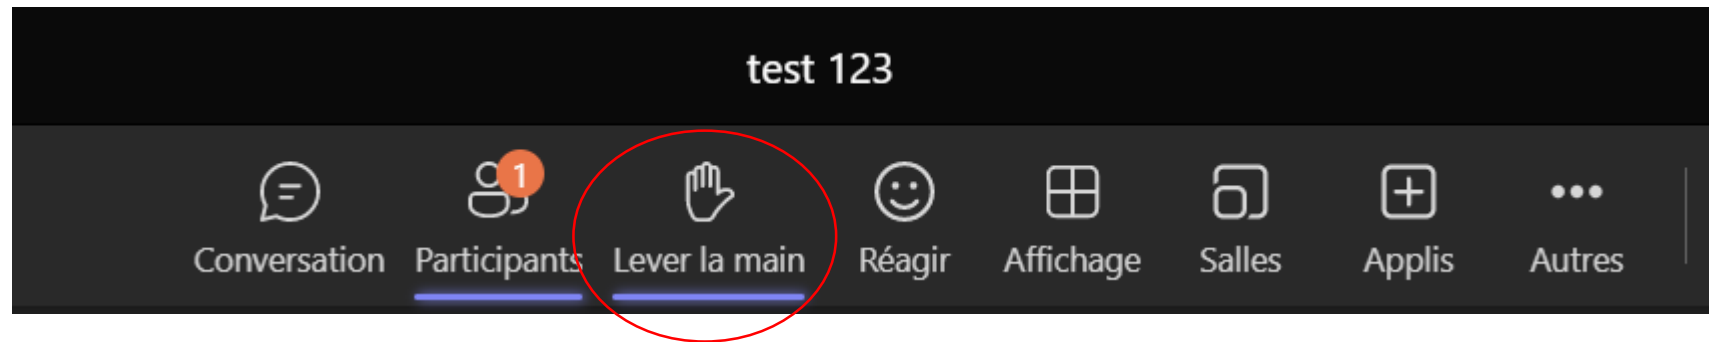 test 123
1
Conversation Participants Lever la main Réagir Affichage Salles Applis Autres